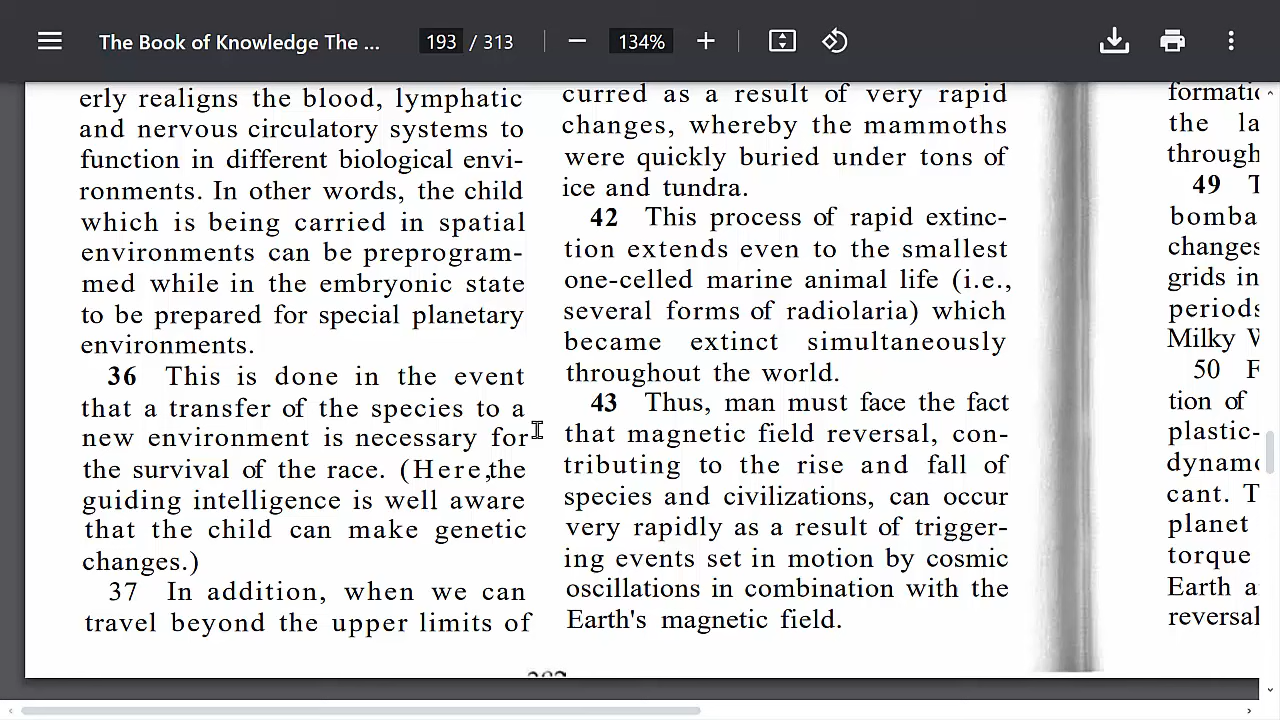 The Book of Knowledge The ...
193 / 313
134%
erly realigns the blood, lymphatic
and nervous circulatory systems to
function in different biological envi-
ronments. In other words, the child
which is being carried in spatial
environments can be preprogram-
med while in the embryonic state
to be prepared for special planetary
environments.
36 This is done in the event
that a transfer of the species to a
new environment is necessary for
the survival of the race. (Here,the
guiding intelligence is well aware
that the child can make genetic
changes.)
37 In addition, when we can
travel beyond the upper limits of
curred as a result of very rapid
changes, whereby the mammoths
were quickly buried under tons of
ice and tundra.
42 This process of rapid extinc-
tion extends even to the smallest
one-celled marine animal life (i.e.,
several forms of radiolaria) which
became extinct simultaneously
throughout the world.
43 Thus, man must face the fact
that magnetic field reversal, con-
tributing to the rise and fall of
species and civilizations, can occur
very rapidly as a result of trigger-
ing events set in motion by cosmic
oscillations in combination with the
Earth's magnetic field.
the la
through
49 T
bomba
changes
grids in
periods
Milky
50 F
tion of
plastic-
dynamo
cant. T
planet
torque
Earth a
reversal